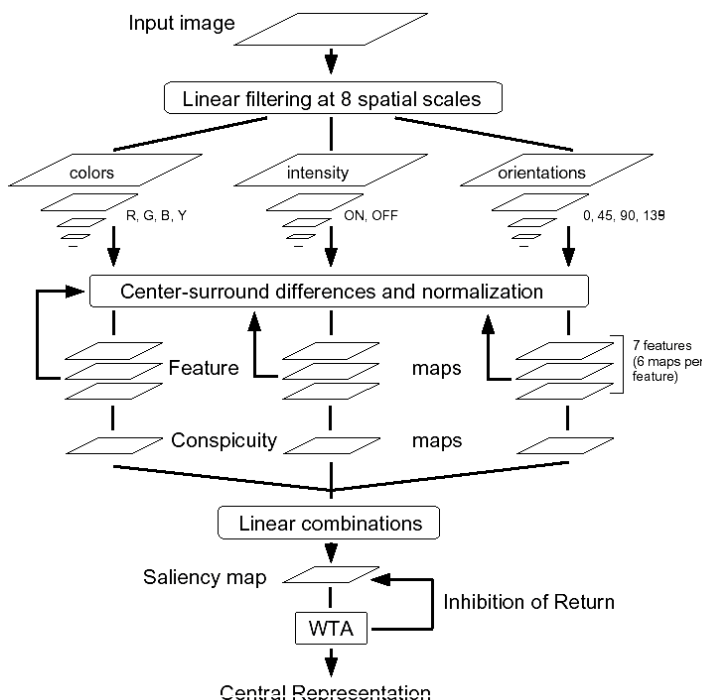 Input image
Linear filtering at 8 spatial scales
colors
intensity
orientations
R, G, B, Y
ON, OFF
0, 45, 90, 135º
Center-surround differences and normalization
Feature
maps
7 features
(6 maps per
feature)
Conspicuity
maps
Linear combinations
Saliency map
Inhibition of Return
WTA
Central Representation